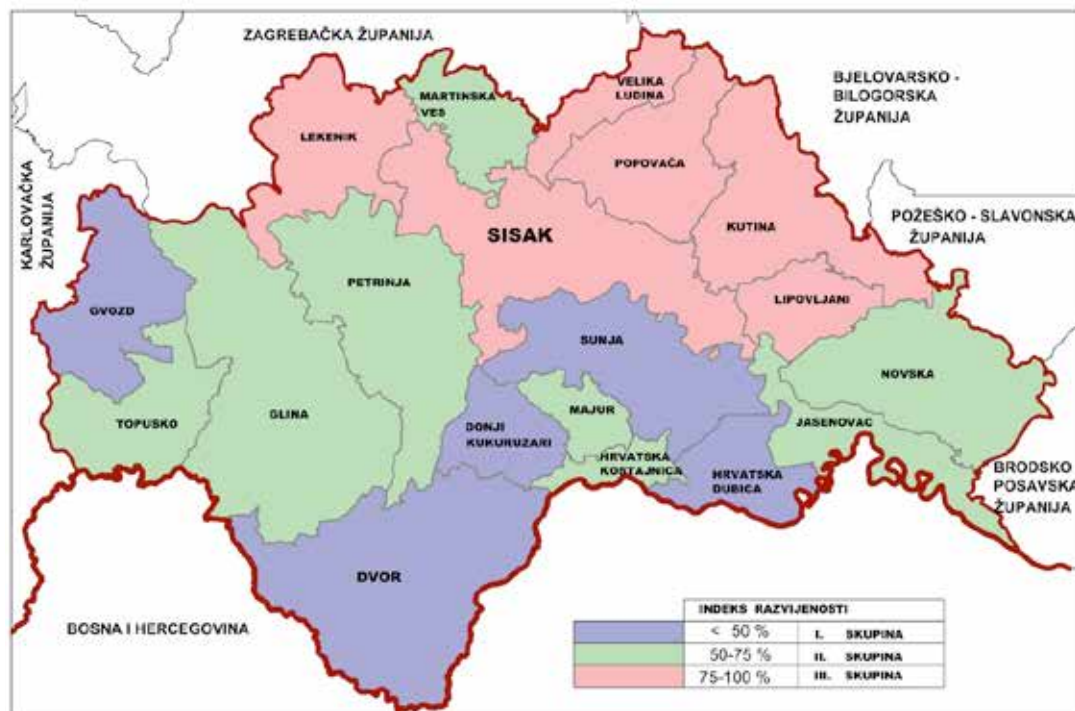 ZAGREBAČKA ŽUPANIJA
BJELOVARSKO -
BILOGORSKA
ŽUPANIJA
KARLOVAČKA
ŽUPANIJA
POŽEŠKO - SLAVONSKA
ŽUPANIJA
BRODSKO
POSAVSKA
ŽUPANIJA
BOSNA I HERCEGOVINA
MARTINSKA
VES
VELIKA
LUDINA
LEKENIK
POPOVAČA
SISAK
KUTINA
PETRINJA
LIPOVLJANI
GVOZD
SUNJA
NOVSKA
TOPUSKO
GLINA
MAJUR
DONJI
KUKURUZARI
JASENOVAC
HRVATSKA
KOSTAJNICA
HRVATSKA
DUBICA
DVOR
INDEKS RAZVIJENOSTI
< 50 % I. SKUPINA
50-75 % II. SKUPINA
75-100 % III. SKUPINA